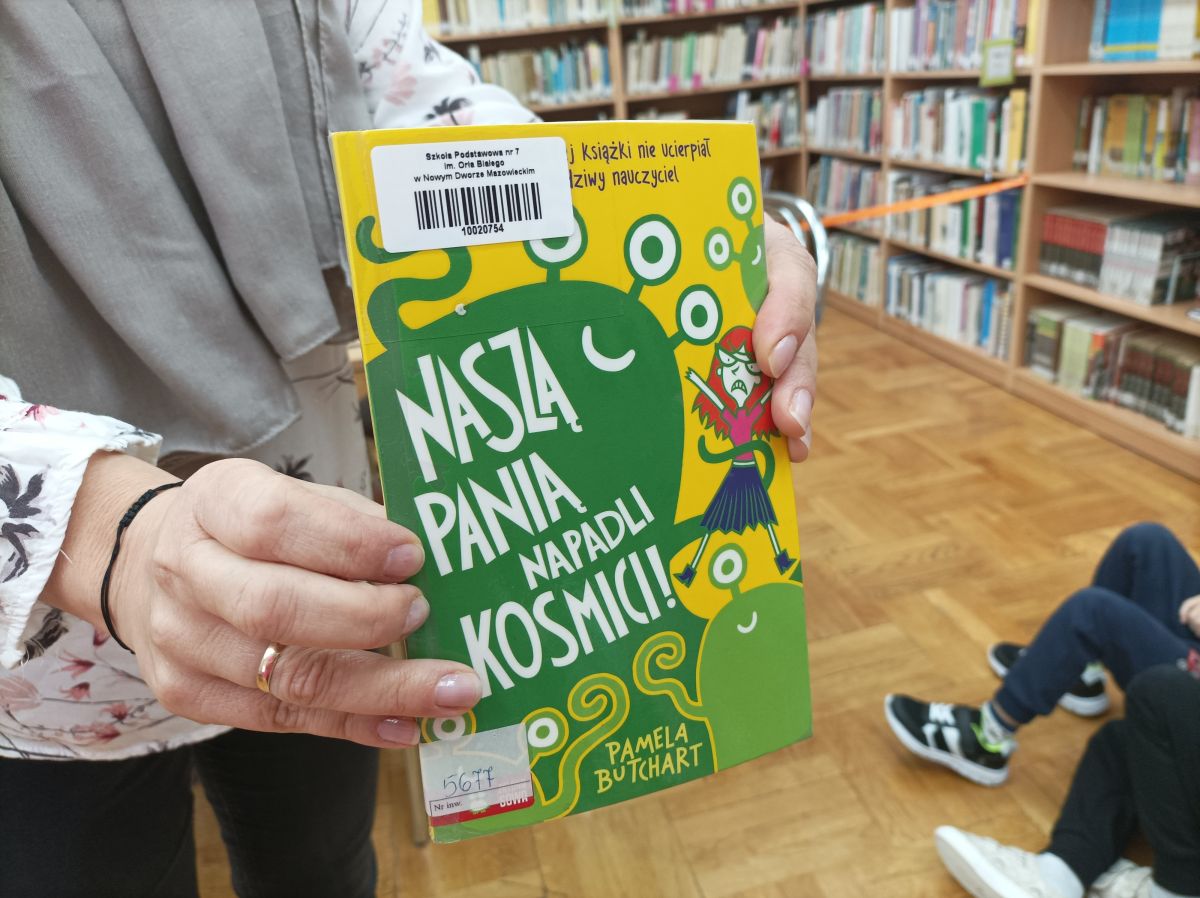 Szkoła Podstawowa nr 7
im. Orła Białego
w Nowym Dworze Mazowieckim
10020754
j książki nie ucierpiał
dziwy nauczyciel
NASZĄ
PANIĄ
NAPADLI
KOSMICI!
PAMELA
BUTCHART
5677
Nr inw.